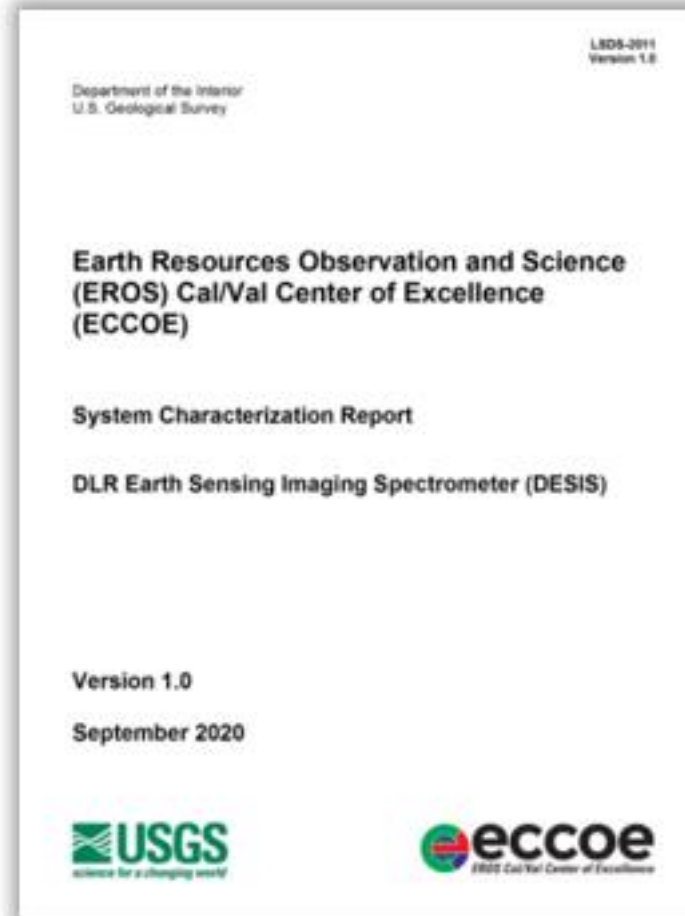 LSDS-2011
Version 1.0
Department of the Interior
U.S. Geological Survey
Earth Resources Observation and Science
(EROS) Cal/Val Center of Excellence
(ECCOE)
System Characterization Report
DLR Earth Sensing Imaging Spectrometer (DESIS)
Version 1.0
September 2020
USGS
science for a changing world
eccoe
EROS Cal/Val Center of Excellence